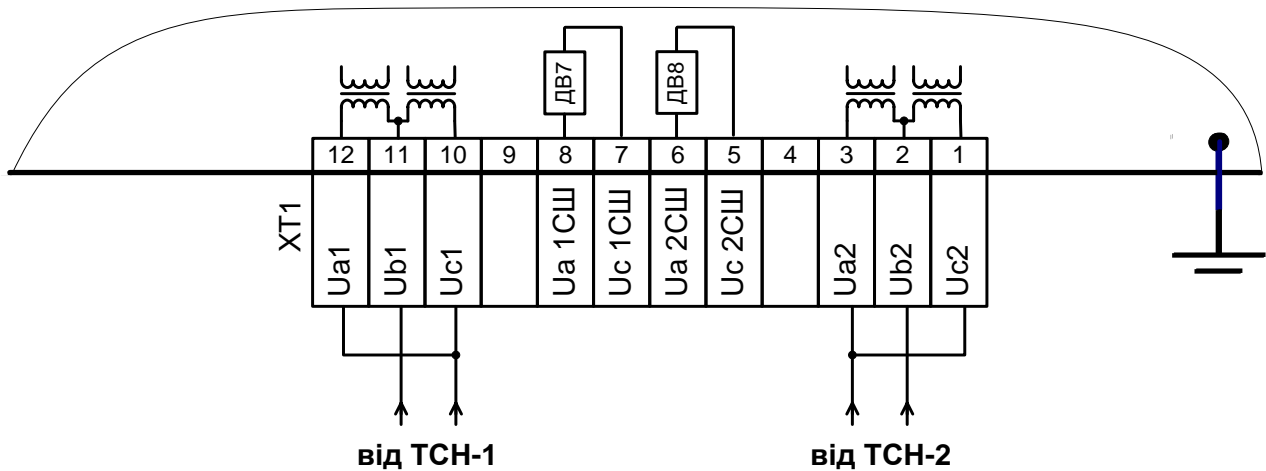 ДВ7
ДВ8
12 11 10 9 8 7 6 5 4 3 2 1
XT1
Ua1
Ub1
Uc1
Ua 1СШ
Uc 1СШ
Ua 2СШ
Uc 2СШ
Ua2
Ub2
Uc2
від ТСН-1
від ТСН-2